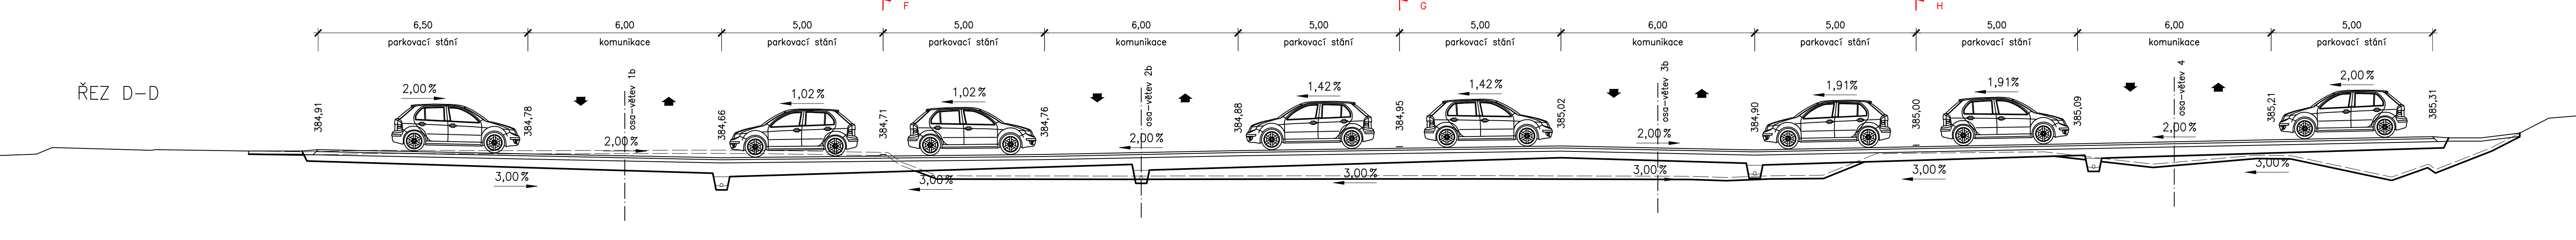 F G H
6,50 6,00 5,00 5,00 6,00 5,00 5,00 6,00 5,00 5,00 6,00 5,00
parkovací stání komunikace parkovací stání parkovací stání komunikace parkovací stání parkovací stání komunikace parkovací stání parkovací stání komunikace parkovací stání
ŘEZ D-D
osa-větev 1b osa-větev 2b osa-větev 3b osa-větev 4
2,00% 1,02% 1,02% 1,42% 1,42% 1,91% 1,91% 2,00%
384,91 384,78 384,66 384,71 384,76 384,88 384,95 385,02 384,90 385,00 385,09 385,21 385,31
2,00% 2,00% 2,00% 2,00%
3,00% 3,00% 3,00% 3,00% 3,00% 3,00%